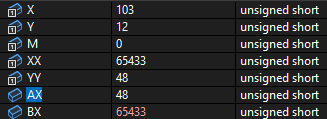 X 103 unsigned short
Y 12 unsigned short
M 0 unsigned short
XX 65433 unsigned short
YY 48 unsigned short
AX 48 unsigned short
BX 65433 unsigned short